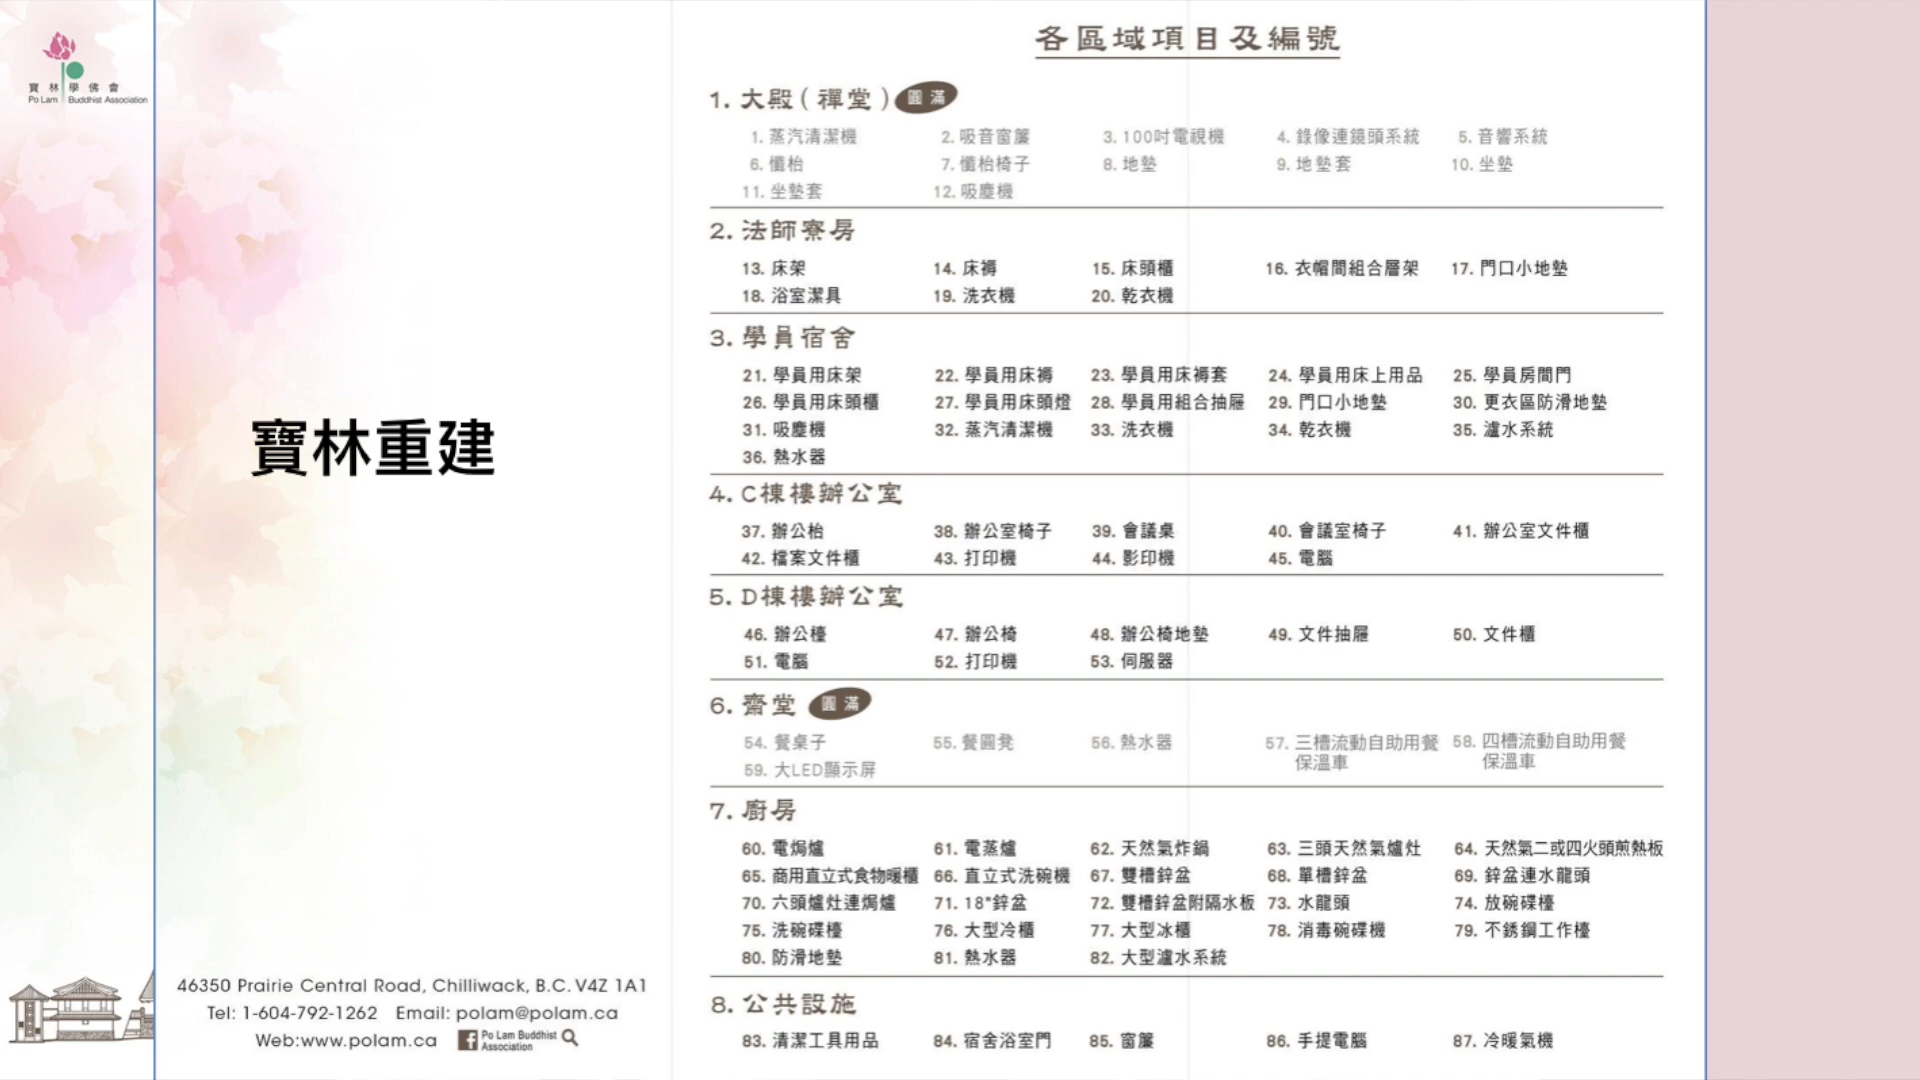 寶林學佛會
Po Lam Buddhist Association
寶林重建
46350 Prairie Central Road, Chilliwack, B.C. V4Z 1A1
Tel: 1-604-792-1262 Email: polam@polam.ca
Web:www.polam.ca Po Lam Buddhist Association
各區域項目及編號
1. 大殿(禪堂) 圓滿
1. 蒸汽清潔機 2. 吸音窗簾 3. 100吋電視機 4. 錄像連鏡頭系統 5. 音響系統
6. 懺枱 7. 懺枱椅子 8. 地墊 9. 地墊套 10. 坐墊
11. 坐墊套 12. 吸塵機
2. 法師寮房
13. 床架 14. 床褥 15. 床頭櫃 16. 衣帽間組合層架 17. 門口小地墊
18. 浴室潔具 19. 洗衣機 20. 乾衣機
3. 學員宿舍
21. 學員用床架 22. 學員用床褥 23. 學員用床褥套 24. 學員用床上用品 25. 學員房間門
26. 學員用床頭櫃 27. 學員用床頭燈 28. 學員用組合抽屜 29. 門口小地墊 30. 更衣區防滑地墊
31. 吸塵機 32. 蒸汽清潔機 33. 洗衣機 34. 乾衣機 35. 濾水系統
36. 熱水器
4. C棟樓辦公室
37. 辦公枱 38. 辦公室椅子 39. 會議桌 40. 會議室椅子 41. 辦公室文件櫃
42. 檔案文件櫃 43. 打印機 44. 影印機 45. 電腦
5. D棟樓辦公室
46. 辦公檯 47. 辦公椅 48. 辦公椅地墊 49. 文件抽屜 50. 文件櫃
51. 電腦 52. 打印機 53. 伺服器
6. 齋堂 圓滿
54. 餐桌子 55. 餐圓凳 56. 熱水器 57. 三槽流動自助用餐保溫車 58. 四槽流動自助用餐保溫車
59. 大LED顯示屏
7. 廚房
60. 電焗爐 61. 電蒸爐 62. 天然氣炸鍋 63. 三頭天然氣爐灶 64. 天然氣二或四火頭煎熱板
65. 商用直立式食物暖櫃 66. 直立式洗碗機 67. 雙槽鋅盆 68. 單槽鋅盆 69. 鋅盆連水龍頭
70. 六頭爐灶連焗爐 71. 18"鋅盆 72. 雙槽鋅盆附隔水板 73. 水龍頭 74. 放碗碟檯
75. 洗碗碟檯 76. 大型冷櫃 77. 大型冰櫃 78. 消毒碗碟機 79. 不銹鋼工作檯
80. 防滑地墊 81. 熱水器 82. 大型濾水系統
8. 公共設施
83. 清潔工具用品 84. 宿舍浴室門 85. 窗簾 86. 手提電腦 87. 冷暖氣機